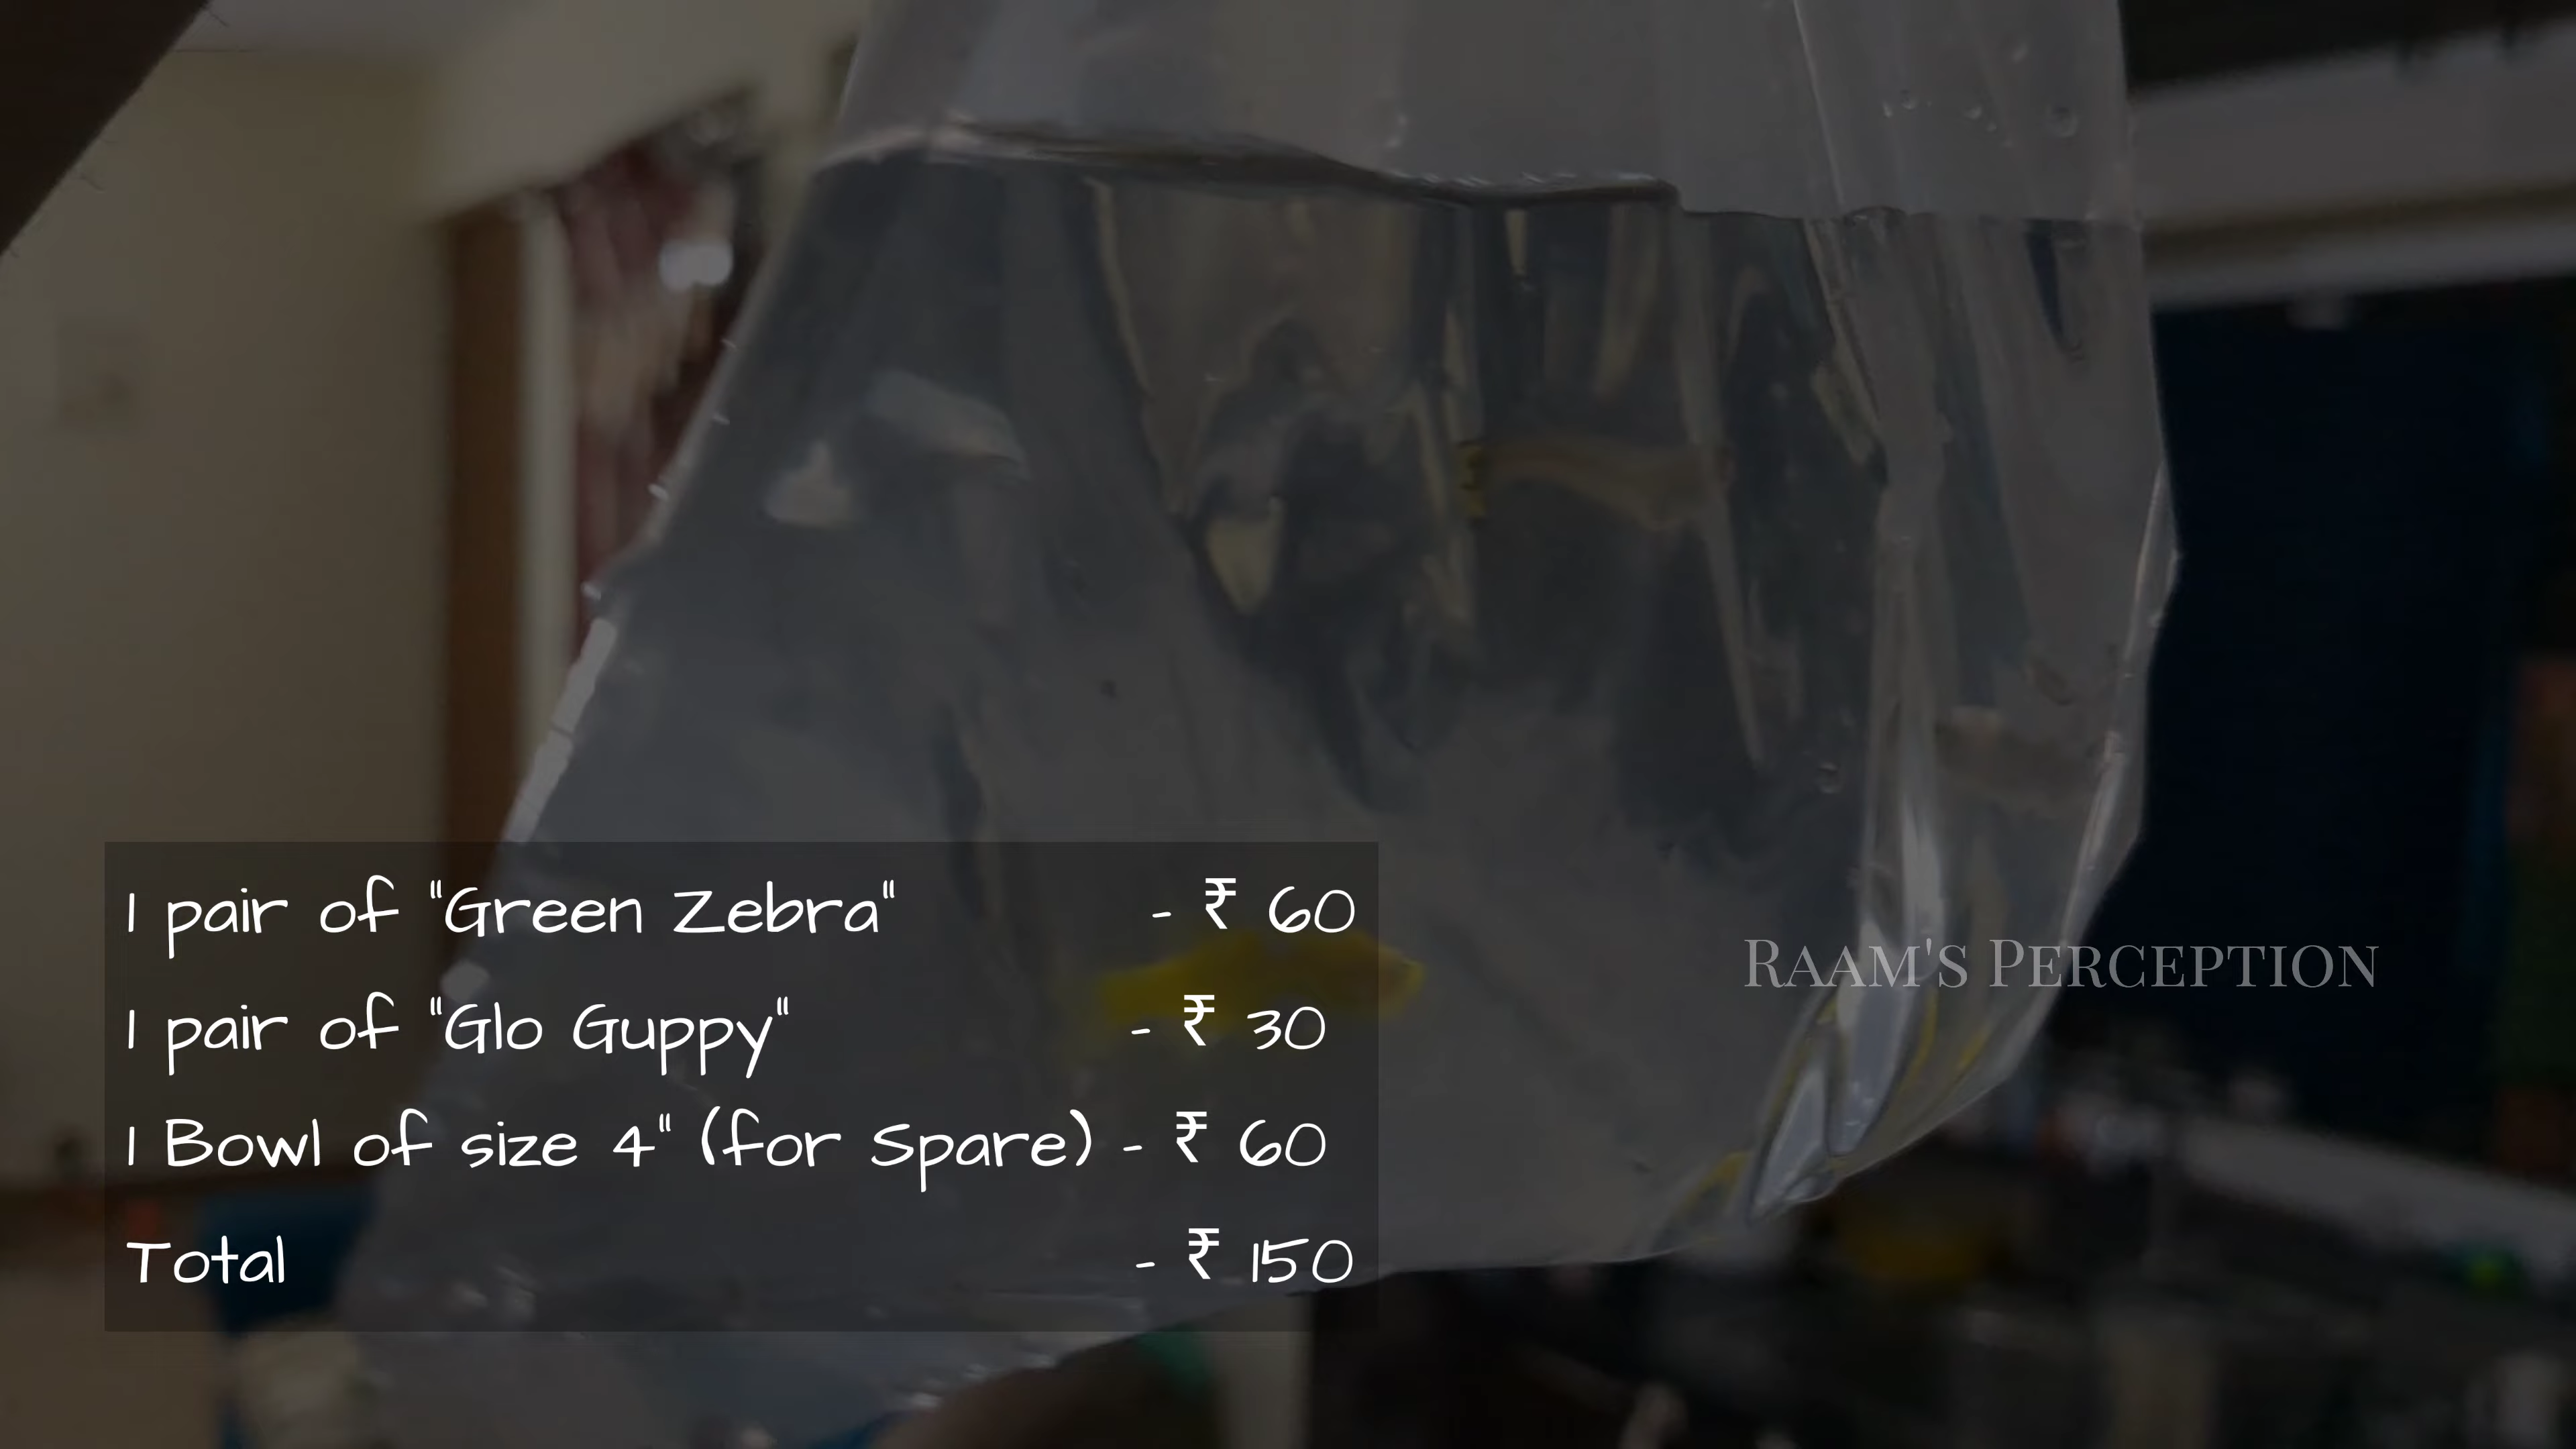 1 pair of "Green Zebra" - ₹ 60
1 pair of "Glo Guppy" - ₹ 30
1 Bowl of size 4" (for Spare) - ₹ 60
Total - ₹ 150
RAAM'S PERCEPTION